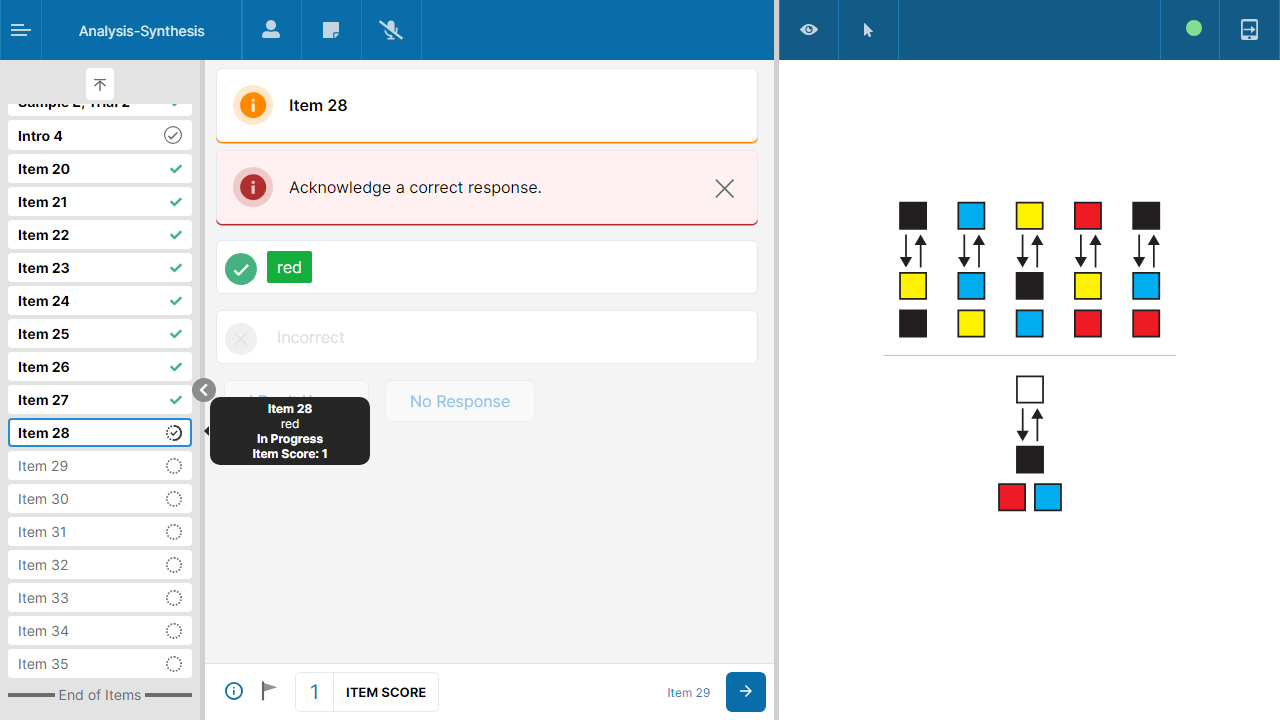 Analysis-Synthesis
Sample 2, Trial 2
Intro 4
Item 20
Item 21
Item 22
Item 23
Item 24
Item 25
Item 26
Item 27
Item 28
Item 29
Item 30
Item 31
Item 32
Item 33
Item 34
Item 35
End of Items
Item 28
Acknowledge a correct response.
red
Incorrect
No Response
Item 28
red
In Progress
Item Score: 1
1 ITEM SCORE
Item 29